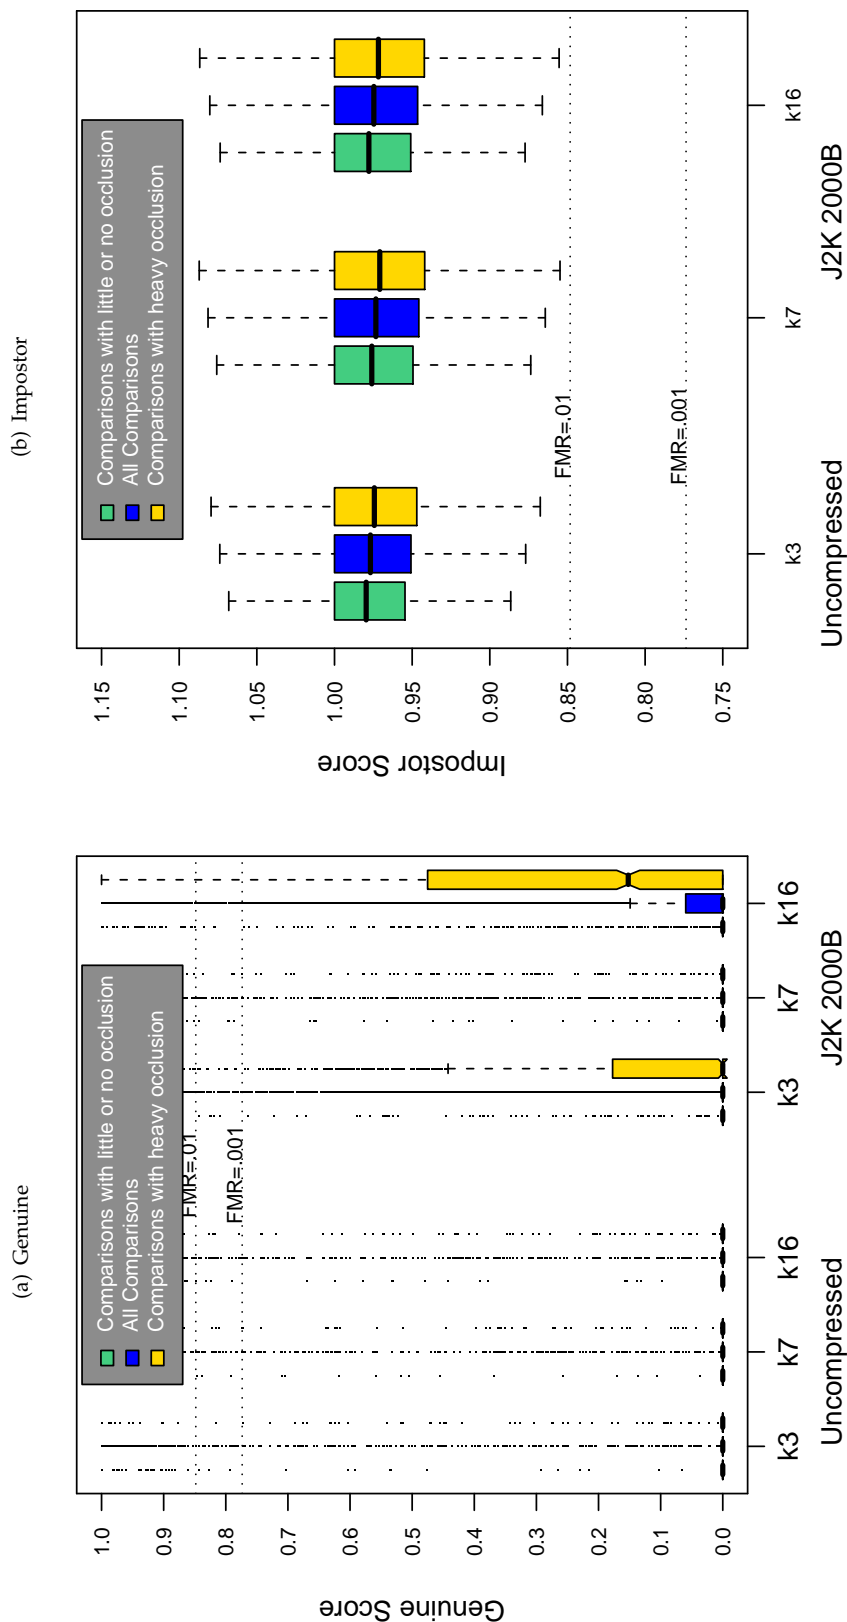 (a) Genuine
Genuine Score
0.0
0.1
0.2
0.3
0.4
0.5
0.6
0.7
0.8
0.9
1.0
Comparisons with little or no occlusion
All Comparisons
Comparisons with heavy occlusion
FMR=.01
FMR=.001
k3
k7
k16
k3
k7
k16
Uncompressed
J2K 2000B
(b) Impostor
Impostor Score
0.75
0.80
0.85
0.90
0.95
1.00
1.05
1.10
1.15
Comparisons with little or no occlusion
All Comparisons
Comparisons with heavy occlusion
FMR=.01
FMR=.001
k3
k7
k16
Uncompressed
J2K 2000B